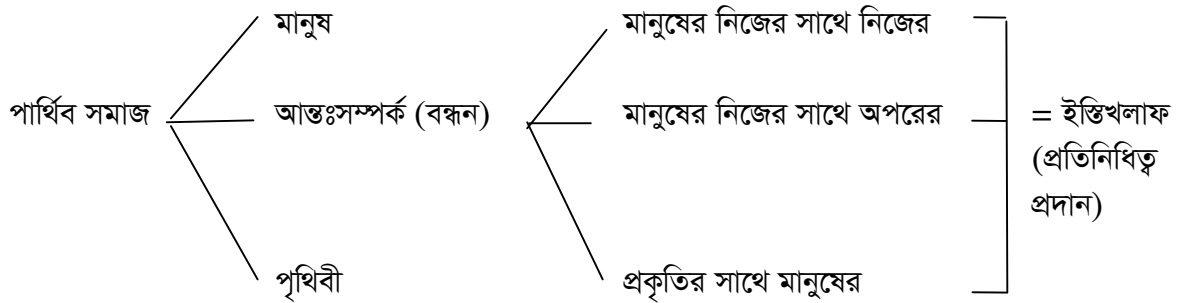 মানুষ মানুষের নিজের সাথে নিজের
পার্থিব সমাজ আন্তঃসম্পর্ক (বন্ধন) মানুষের নিজের সাথে অপরের = ইস্তিখলাফ
(প্রতিনিধিত্ব
প্রদান)
পৃথিবী প্রকৃতির সাথে মানুষের